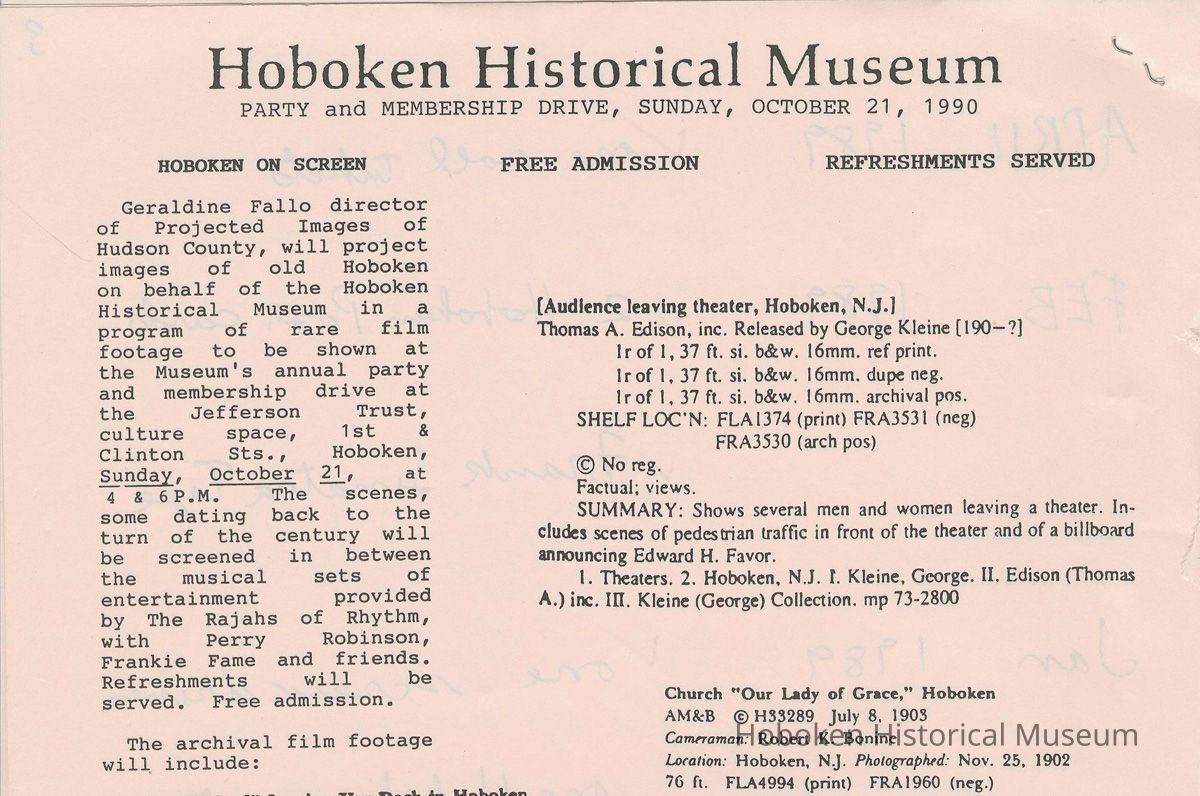 Hoboken Historical Museum
PARTY and MEMBERSHIP DRIVE, SUNDAY, OCTOBER 21, 1990
HOBOKEN ON SCREEN FREE ADMISSION REFRESHMENTS SERVED
Geraldine Fallo director
of Projected Images of
Hudson County, will project
images of old Hoboken
on behalf of the Hoboken
Historical Museum in a
program of rare film
footage to be shown at
the Museum's annual party
and membership drive at
the Jefferson Trust,
culture space, 1st &
Clinton Sts., Hoboken,
Sunday, October 21, at
4 & 6 P.M. The scenes,
some dating back to the
turn of the century will
be screened in between
the musical sets of
entertainment provided
by The Rajahs of Rhythm,
with Perry Robinson,
Frankie Fame and friends.
Refreshments will be
served. Free admission.
The archival film footage
will include:
Dock in Hoboken
[Audience leaving theater, Hoboken, N.J.]
Thomas A. Edison, inc. Released by George Kleine [190-?]
1r of 1, 37 ft. si. b&w. 16mm. ref print.
1r of 1, 37 ft. si. b&w. 16mm. dupe neg.
1r of 1, 37 ft. si. b&w. 16mm. archival pos.
SHELF LOC'N: FLA1374 (print) FRA3531 (neg)
FRA3530 (arch pos)
© No reg.
Factual; views.
SUMMARY: Shows several men and women leaving a theater. In-
cludes scenes of pedestrian traffic in front of the theater and of a billboard
announcing Edward H. Favor.
1. Theaters. 2. Hoboken, N.J. I. Kleine, George. II. Edison (Thomas
A.) inc. III. Kleine (George) Collection. mp 73-2800
Church "Our Lady of Grace," Hoboken
AM&B © H33289 July 8, 1903
Cameraman: Robert K. Bonine
Location: Hoboken, N.J. Photographed: Nov. 25, 1902
76 ft. FLA4994 (print) FRA1960 (neg.)
Hoboken Historical Museum